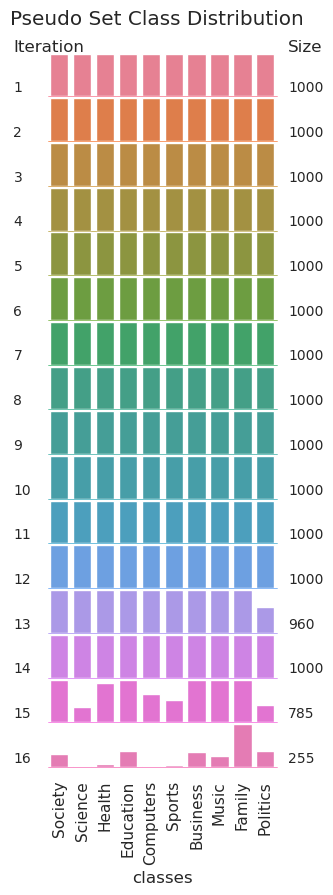 Pseudo Set Class Distribution
Iteration Size
1 1000
2 1000
3 1000
4 1000
5 1000
6 1000
7 1000
8 1000
9 1000
10 1000
11 1000
12 1000
13 960
14 1000
15 785
16 255
Society
Science
Health
Education
Computers
Sports
Business
Music
Family
Politics
classes